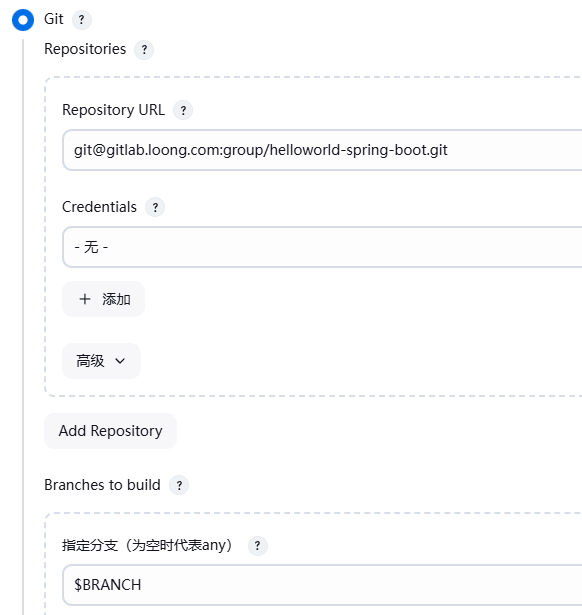 Git ?
Repositories ?
Repository URL ?
git@gitlab.loong.com:group/helloworld-spring-boot.git
Credentials ?
- 无 -
+ 添加
高级
Add Repository
Branches to build ?
指定分支（为空时代表any） ?
$BRANCH